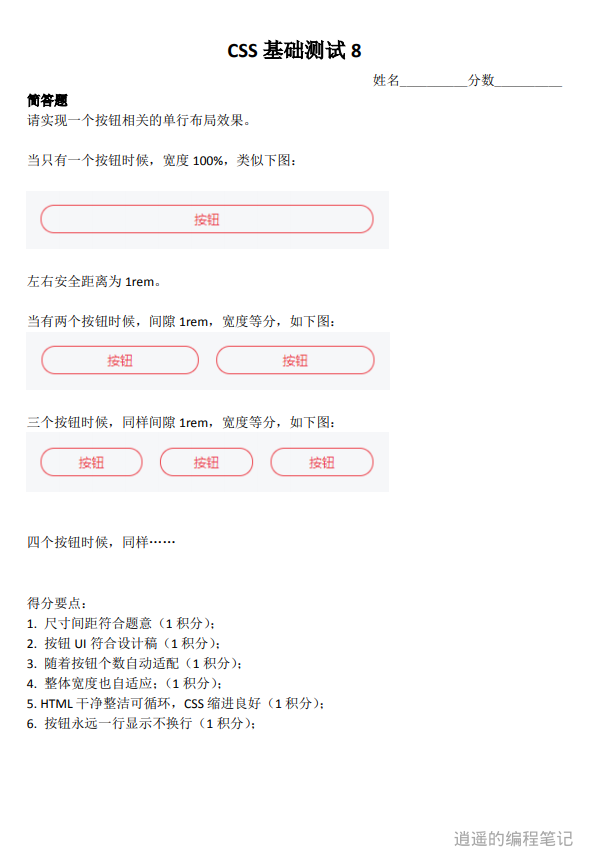 CSS 基础测试 8
姓名__________分数__________
简答题
请实现一个按钮相关的单行布局效果。
当只有一个按钮时候，宽度 100%，类似下图：
按钮
左右安全距离为 1rem。
当有两个按钮时候，间隙 1rem，宽度等分，如下图：
按钮 按钮
三个按钮时候，同样间隙 1rem，宽度等分，如下图：
按钮 按钮 按钮
四个按钮时候，同样……
得分要点：
1. 尺寸间距符合题意（1 积分）；
2. 按钮 UI 符合设计稿（1 积分）；
3. 随着按钮个数自动适配（1 积分）；
4. 整体宽度也自适应；（1 积分）；
5. HTML 干净整洁可循环，CSS 缩进良好（1 积分）；
6. 按钮永远一行显示不换行（1 积分）；
逍遥的编程笔记